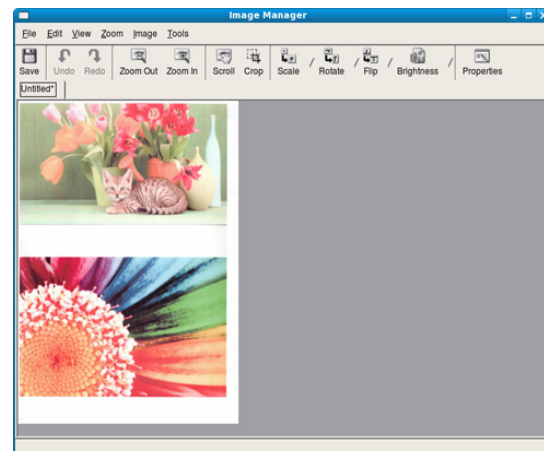 Image Manager
File Edit View Zoom Image Tools
Save Undo Redo Zoom Out Zoom In Scroll Crop Scale / Rotate / Flip / Brightness / Properties
Untitled*